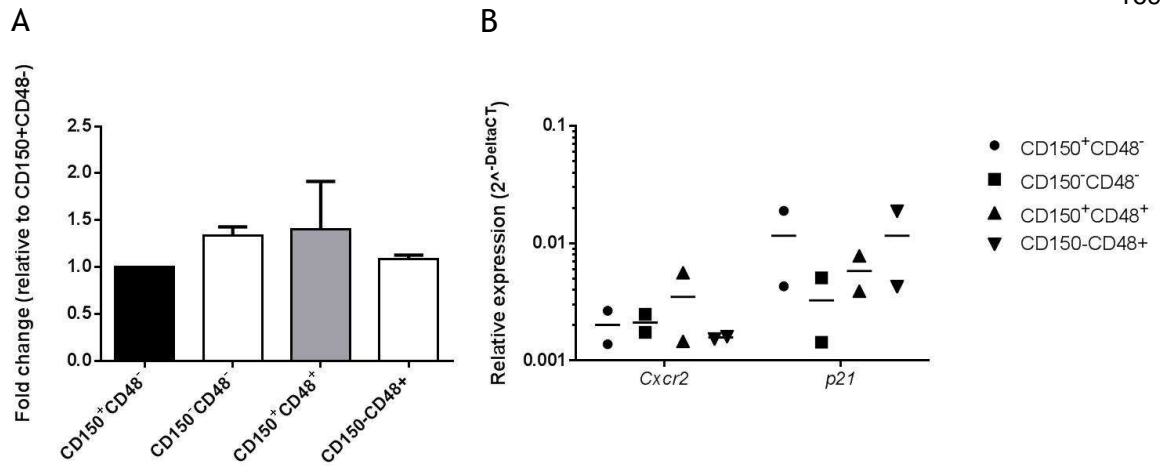 A
B
Fold change (relative to CD150+CD48-)
2.5
2.0
1.5
1.0
0.5
0.0
CD150⁺CD48⁻
CD150⁻CD48⁻
CD150⁺CD48⁺
CD150-CD48+
Relative expression (2^-DeltaCT)
0.1
0.01
0.001
Cxcr2
p21
CD150⁺CD48⁻
CD150⁻CD48⁻
CD150⁺CD48⁺
CD150-CD48+